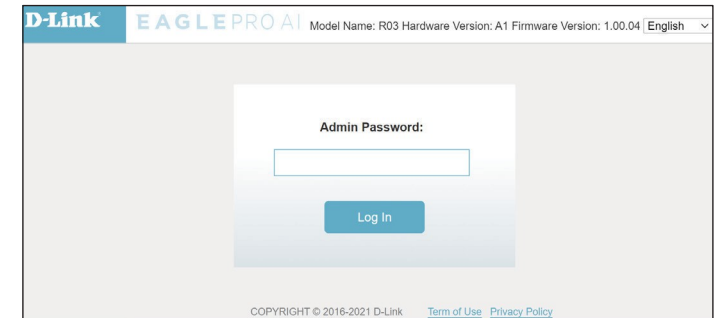 D-Link EAGLE PRO AI Model Name: R03 Hardware Version: A1 Firmware Version: 1.00.04 English
Admin Password:
Log In
COPYRIGHT © 2016-2021 D-Link Term of Use Privacy Policy